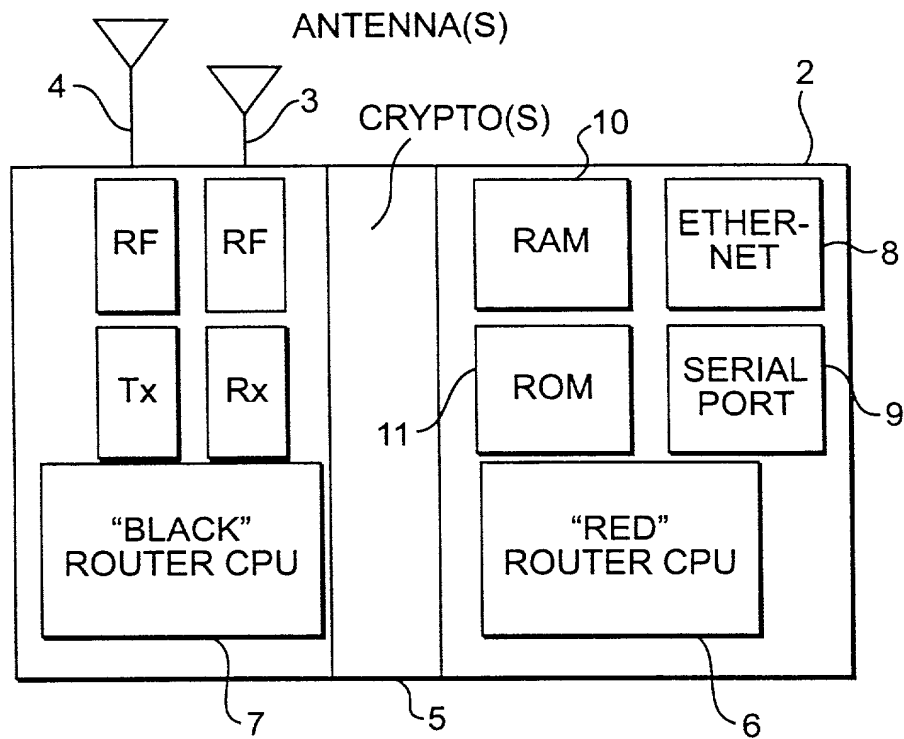 ANTENNA(S)
4
3
CRYPTO(S)
10
2
RF
RF
RAM
ETHER-
NET
8
Tx
Rx
ROM
SERIAL
PORT
11
9
“BLACK”
ROUTER CPU
“RED”
ROUTER CPU
7
5
6